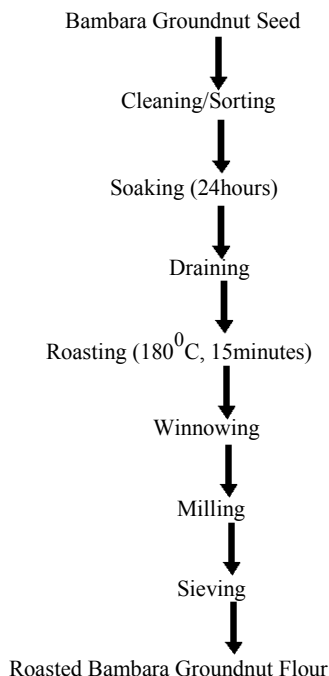 Bambara Groundnut Seed
Cleaning/Sorting
Soaking (24hours)
Draining
Roasting (180⁰C, 15minutes)
Winnowing
Milling
Sieving
Roasted Bambara Groundnut Flour